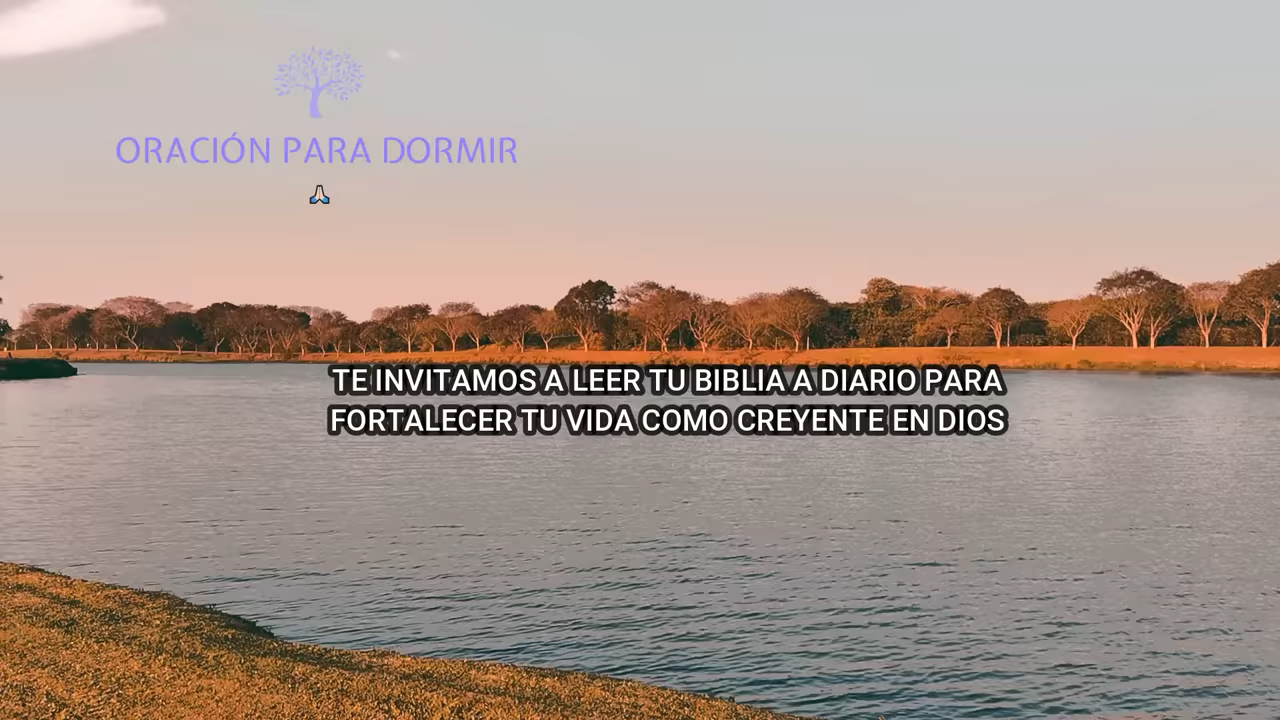 ORACIÓN PARA DORMIR
TE INVITAMOS A LEER TU BIBLIA A DIARIO PARA
FORTALECER TU VIDA COMO CREYENTE EN DIOS